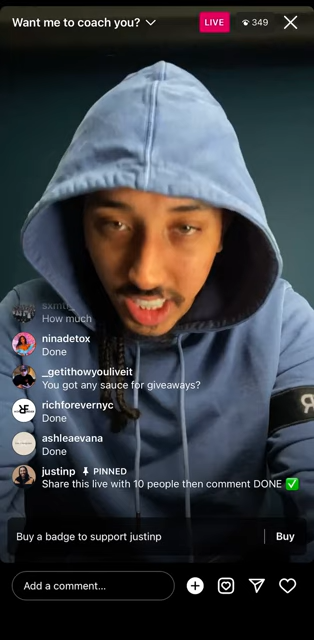 Want me to coach you?
LIVE
349
How much
ninadetox
Done
_getithowyouliveit
You got any sauce for giveaways?
richforevernyc
Done
ashleaevana
Done
justinp PINNED
Share this live with 10 people then comment DONE ✅
Buy a badge to support justinp
Buy
Add a comment...